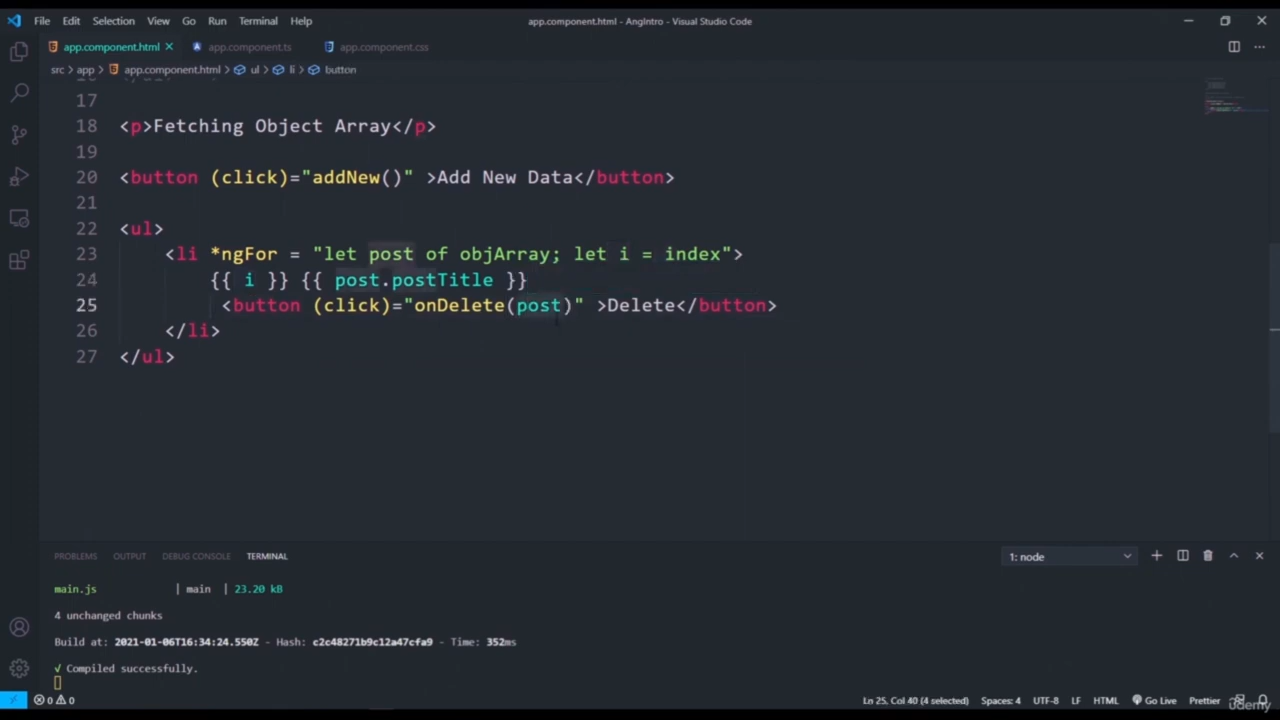 File Edit Selection View Go Run Terminal Help app.component.html - AngIntro - Visual Studio Code
app.component.html app.component.ts app.component.css
src > app > app.component.html > ul > li > button
17
18 <p>Fetching Object Array</p>
19
20 <button (click)="addNew()" >Add New Data</button>
21
22 <ul>
23 <li *ngFor = "let post of objArray; let i = index">
24 {{ i }} {{ post.postTitle }}
25 <button (click)="onDelete(post)" >Delete</button>
26 </li>
27 </ul>
PROBLEMS OUTPUT DEBUG CONSOLE TERMINAL 1: node
main.js | main | 23.20 kB
4 unchanged chunks
Build at: 2021-01-06T16:34:24.550Z - Hash: c2c48271b9c12a47cfa9 - Time: 352ms
√ Compiled successfully.
0 0 Ln 25, Col 40 (4 selected) Spaces: 4 UTF-8 LF HTML Go Live Prettier
udemy